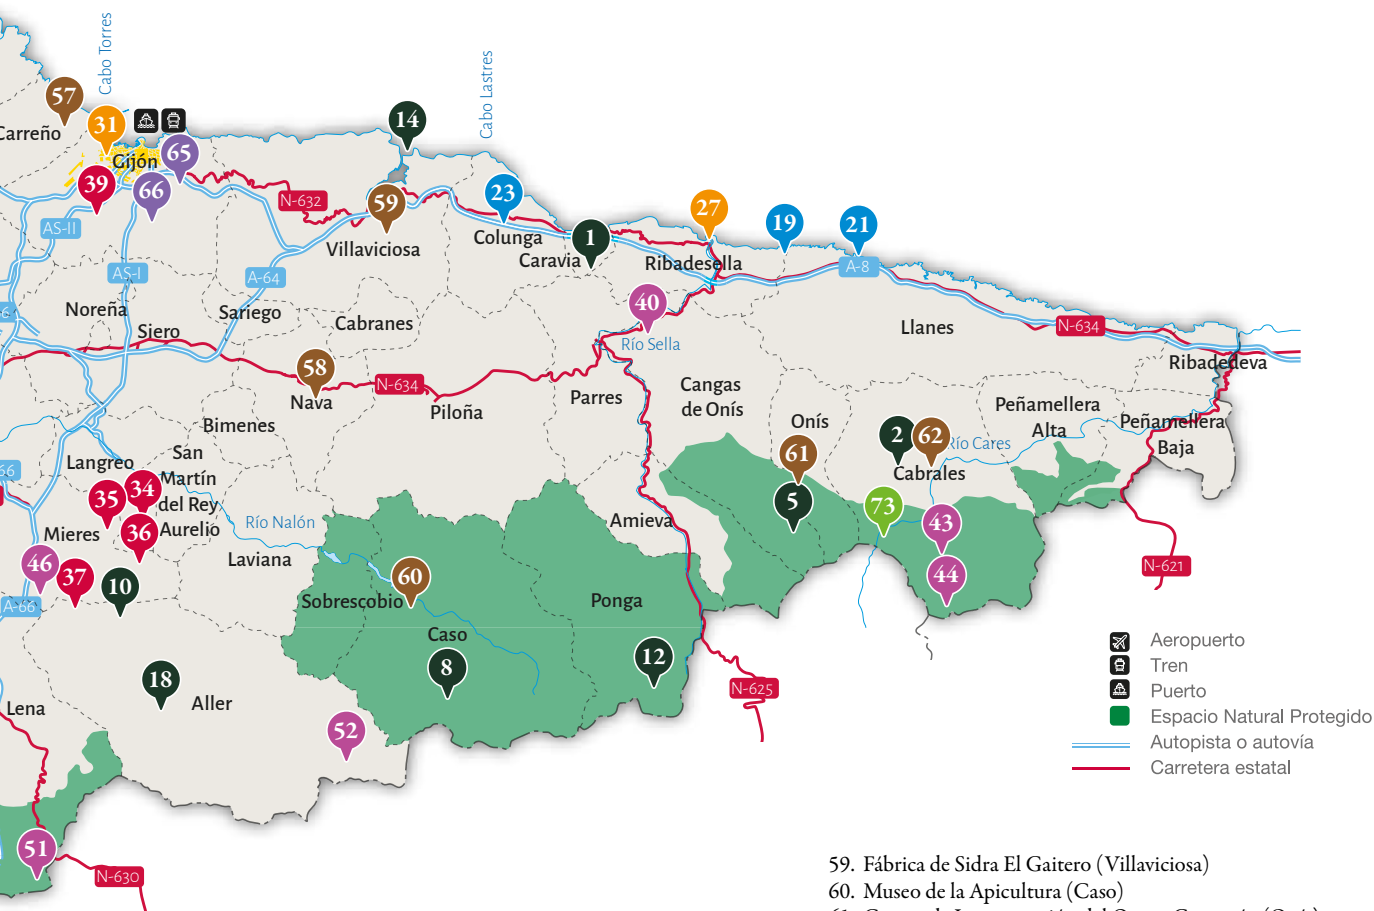 Cabo Torres
Cabo Lastres
57
14
31
Carreño
Gijón
65
39
66
59
23
27
19
21
N-632
AS-II
Villaviciosa
Colunga
1
Caravia
Ribadesella
A-8
AS-I
A-64
40
Noreña
Sariego
Siero
Cabranes
Llanes
N-634
Río Sella
Ribadedeva
58
N-634
Nava
Piloña
Parres
Cangas
de Onís
Peñamellera
Alta
Peñamellera
Baja
Bimenes
Onís
2
62
Río Cares
Cabrales
61
Langreo
San
Martín
del Rey
Aurelio
66
35
34
36
5
73
43
Mieres
Río Nalón
Amieva
Laviana
46
37
10
44
N-621
A-66
60
Sobrescobio
Ponga
Caso
8
12
18
Aller
Lena
N-625
52
51
N-630
Aeropuerto
Tren
Puerto
Espacio Natural Protegido
Autopista o autovía
Carretera estatal
59. Fábrica de Sidra El Gaitero (Villaviciosa)
60. Museo de la Apicultura (Caso)